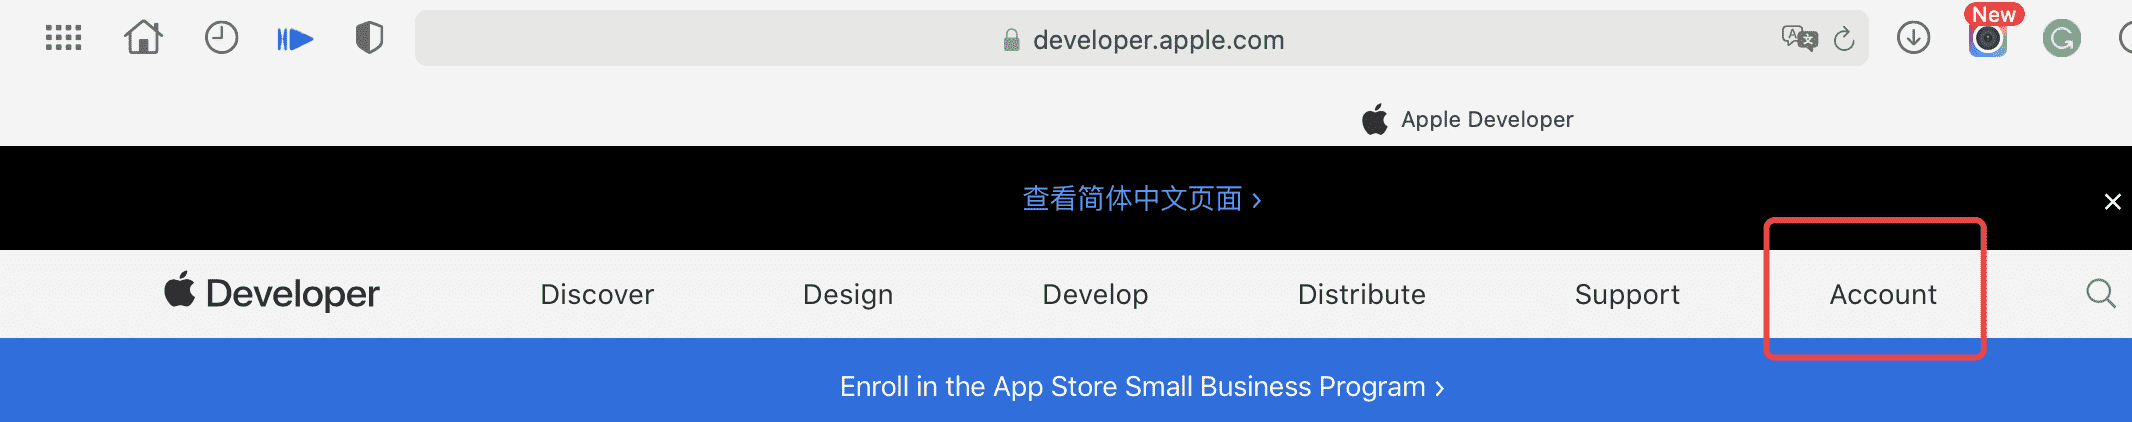 New
developer.apple.com
Apple Developer
查看简体中文页面 ›
Developer Discover Design Develop Distribute Support Account
Enroll in the App Store Small Business Program ›